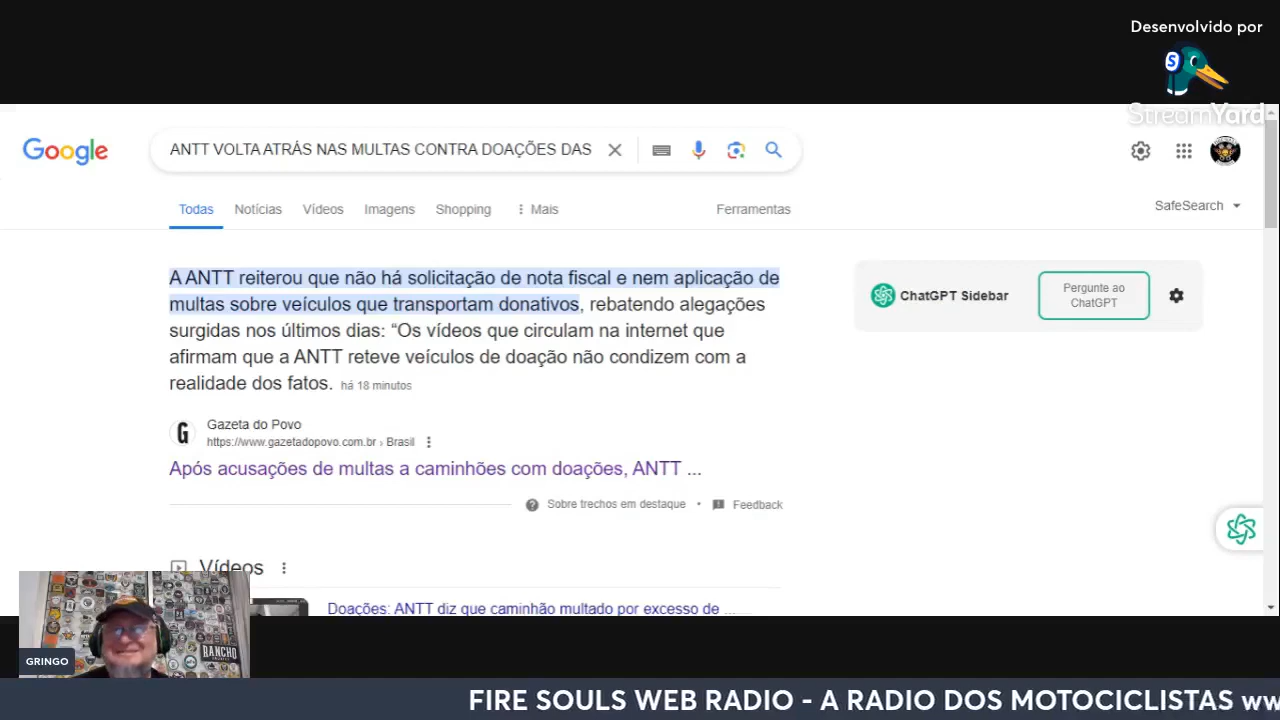 Desenvolvido por
StreamYard
Google
ANTT VOLTA ATRÁS NAS MULTAS CONTRA DOAÇÕES DAS
Todas Notícias Vídeos Imagens Shopping Mais Ferramentas
SafeSearch
A ANTT reiterou que não há solicitação de nota fiscal e nem aplicação de
multas sobre veículos que transportam donativos, rebatendo alegações
surgidas nos últimos dias: “Os vídeos que circulam na internet que
afirmam que a ANTT reteve veículos de doação não condizem com a
realidade dos fatos. há 18 minutos
ChatGPT Sidebar
Pergunte ao
ChatGPT
G
Gazeta do Povo
https://www.gazetadopovo.com.br › Brasil
Após acusações de multas a caminhões com doações, ANTT ...
Sobre trechos em destaque • Feedback
Vídeos
Doações: ANTT diz que caminhão multado por excesso de ...
RANCHO
GRINGO
FIRE SOULS WEB RADIO - A RADIO DOS MOTOCICLISTAS ww